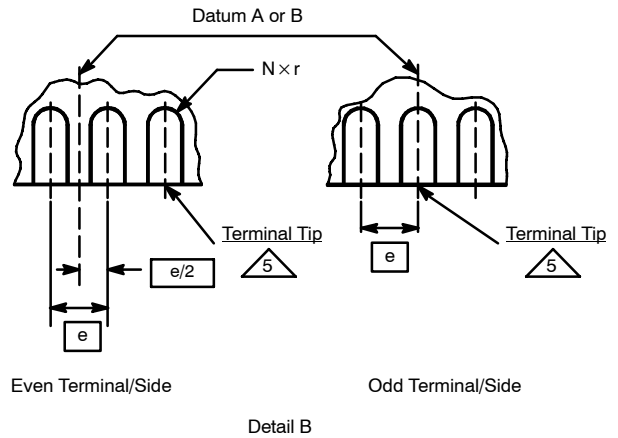 Datum A or B
N×r
Terminal Tip
5
Terminal Tip
5
e/2
e
e
Even Terminal/Side
Odd Terminal/Side
Detail B